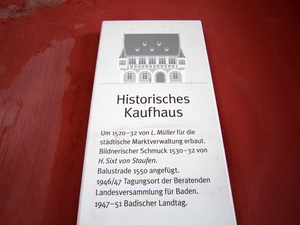 Historisches
Kaufhaus
Um 1520–32 von L. Müller für die
städtische Marktverwaltung erbaut.
Bildnerischer Schmuck 1530–32 von
H. Sixt von Staufen.
Balustrade 1550 angefügt.
1946/47 Tagungsort der Beratenden
Landesversammlung für Baden.
1947–51 Badischer Landtag.